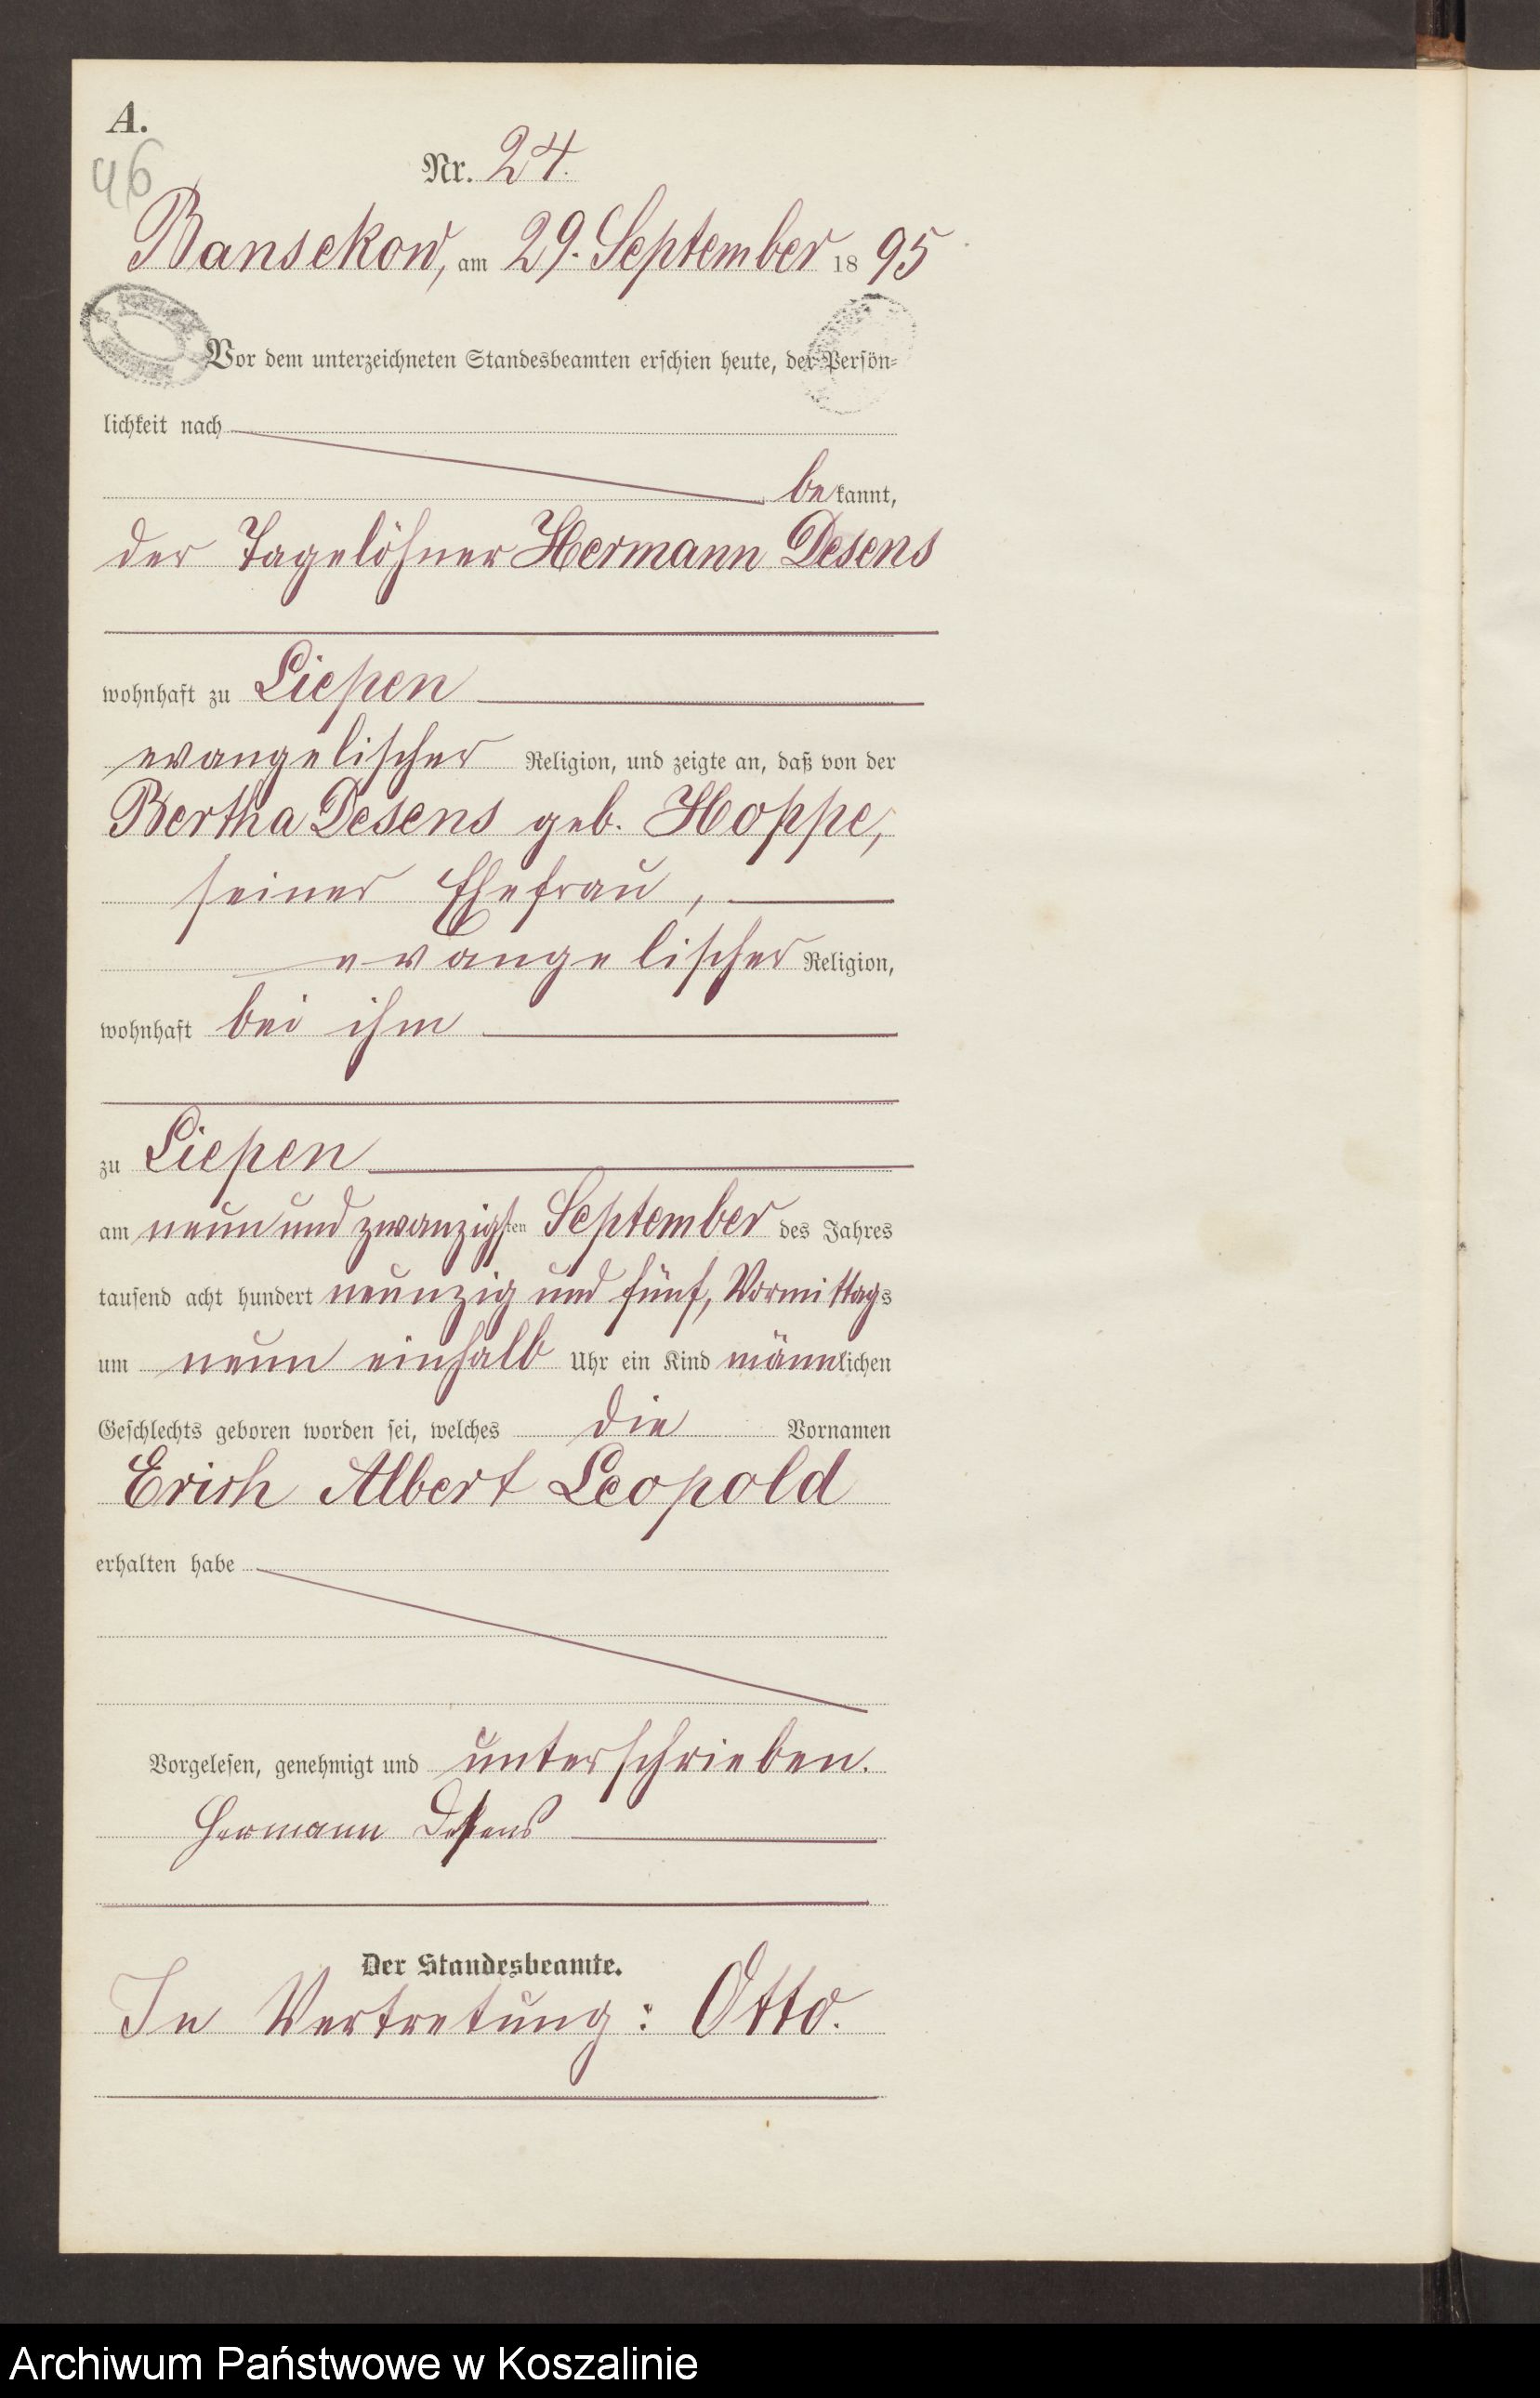 A.
46
Nr. 24.
Bansekow, am 29. September 1895
Vor dem unterzeichneten Standesbeamten erschien heute, der Persön-
lichkeit nach
bekannt,
der Tagelöhner Hermann Desens
wohnhaft zu Liepen
evangelischer Religion, und zeigte an, daß von der
Bertha Desens geb. Hoppe,
seiner Ehefrau,
evangelischer Religion,
wohnhaft bei ihm
zu Liepen
am neun und zwanzigsten September des Jahres
tausend acht hundert neunzig und fünf, Vormittags
um neun einhalb Uhr ein Kind männlichen
Geschlechts geboren worden sei, welches die Vornamen
Erich Albert Leopold
erhalten habe
Vorgelesen, genehmigt und unterschrieben.
Hermann Desens
Der Standesbeamte.
In Vertretung: Otto.
Archiwum Państwowe w Koszalinie